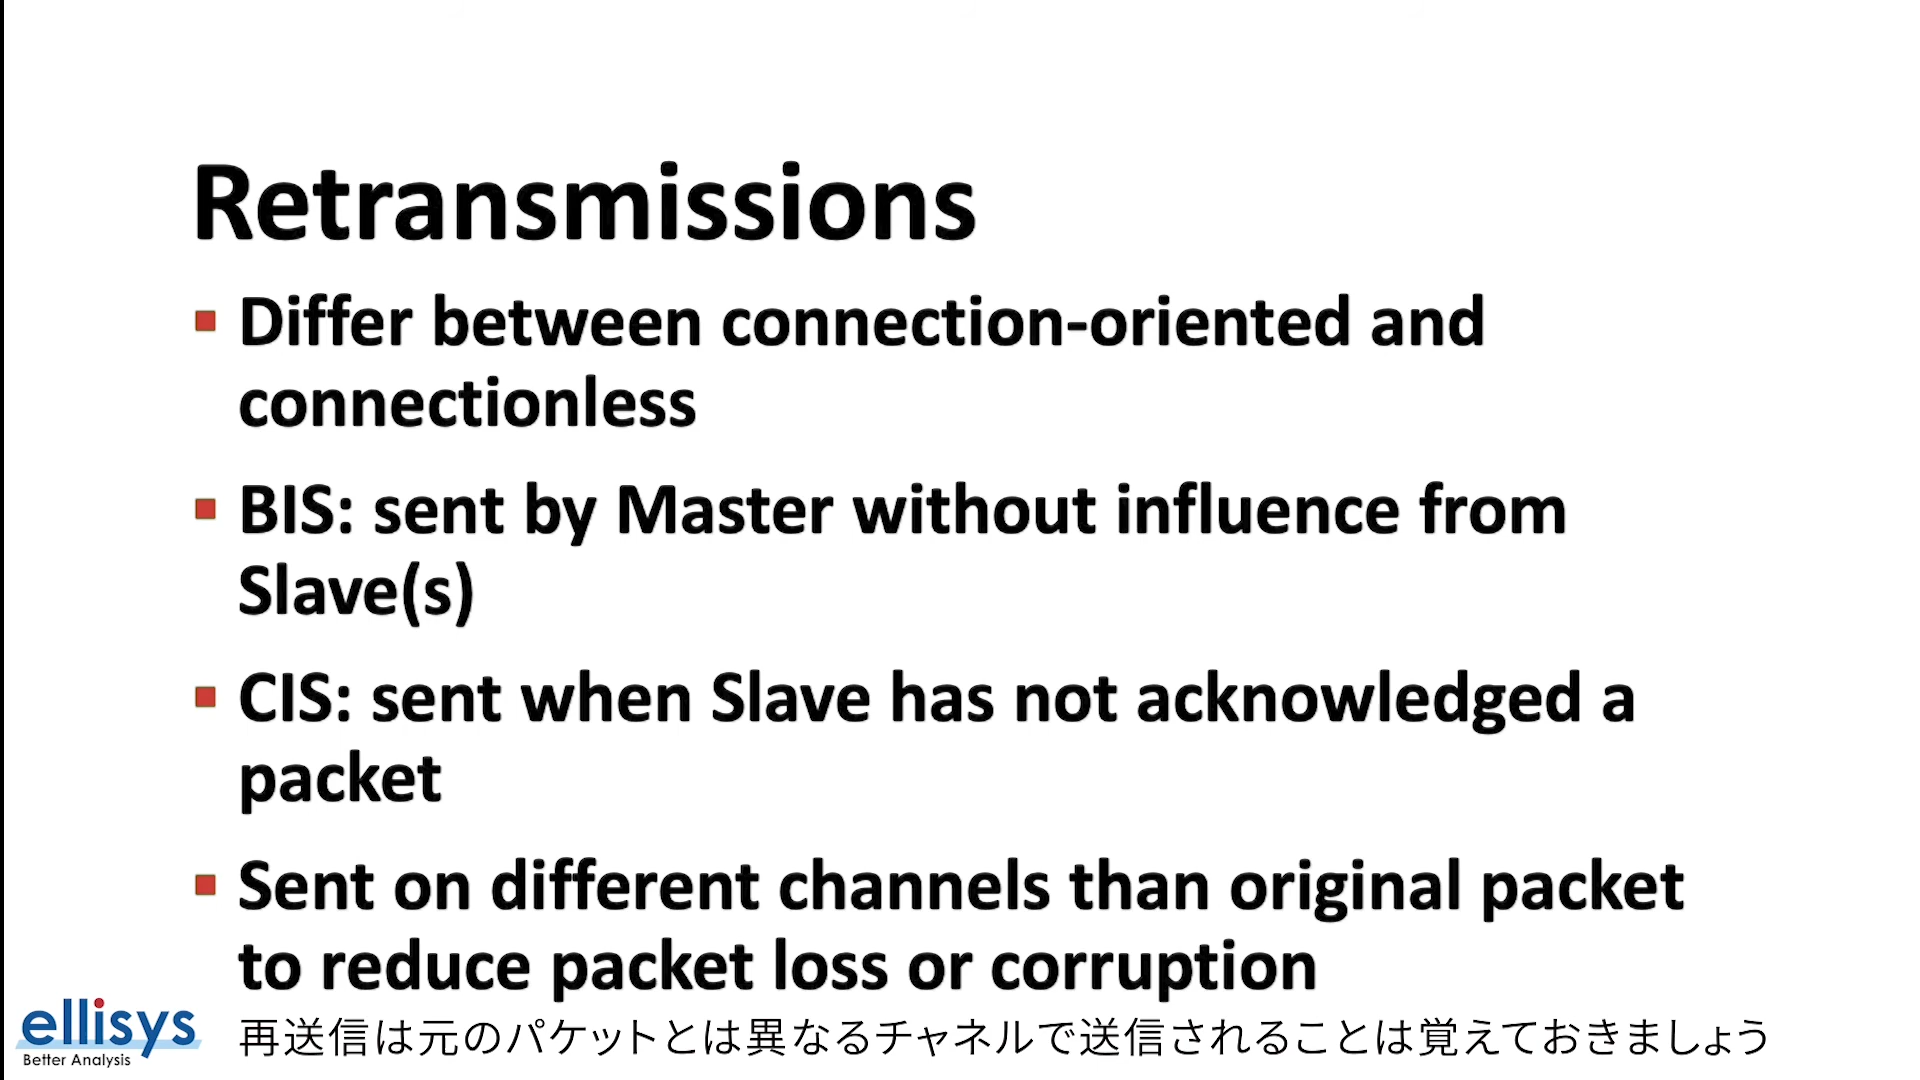 Retransmissions
Differ between connection-oriented and
connectionless
BIS: sent by Master without influence from
Slave(s)
CIS: sent when Slave has not acknowledged a
packet
Sent on different channels than original packet
to reduce packet loss or corruption
ellisys
Better Analysis
再送信は元のパケットとは異なるチャネルで送信されることは覚えておきましょう